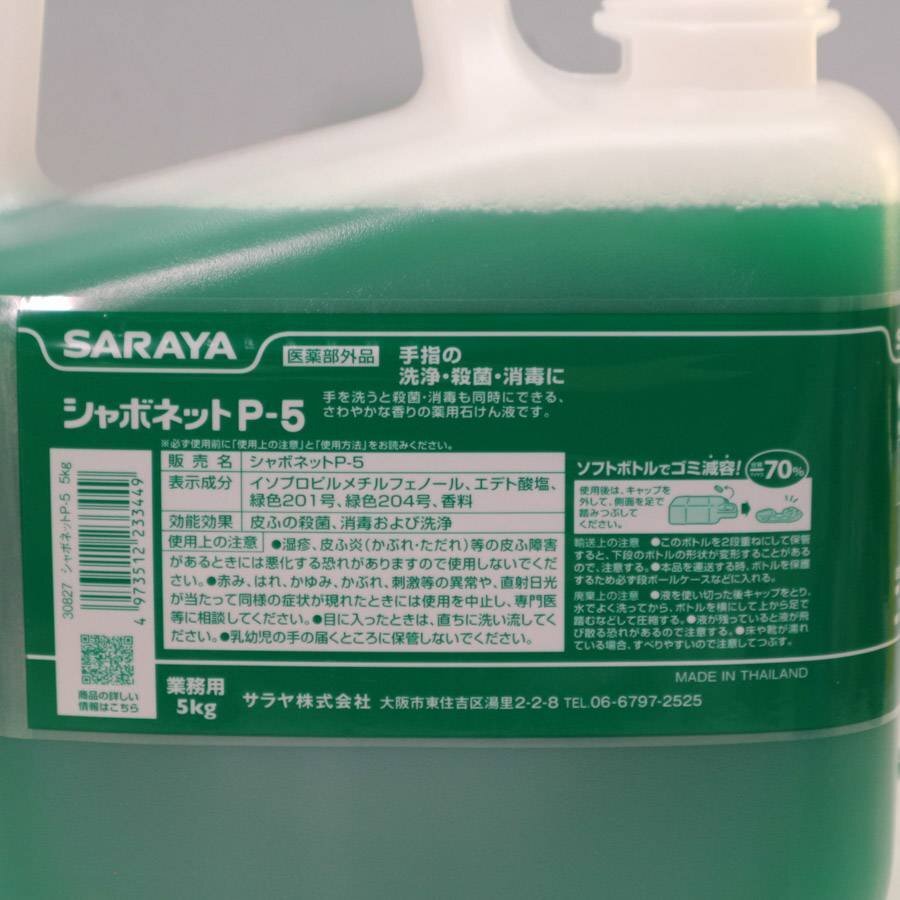 SARAYA
医薬部外品
手指の
洗浄・殺菌・消毒に
シャボネットP-5
手を洗うと殺菌・消毒も同時にできる、
さわやかな香りの薬用石けん液です。
※必ず使用前に「使用上の注意」と「使用方法」をお読みください。
販売名 シャボネットP-5
表示成分 イソプロピルメチルフェノール、エデト酸塩、
緑色201号、緑色204号、香料
効能効果 皮ふの殺菌、消毒および洗浄
使用上の注意 ●湿疹、皮ふ炎(かぶれ・ただれ)等の皮ふ障害
があるときには悪化する恐れがありますので使用しないでく
ださい。●赤み、はれ、かゆみ、かぶれ、刺激等の異常や、直射日光
が当たって同様の症状が現れたときには使用を中止し、専門医
等に相談してください。●目に入ったときは、直ちに洗い流してく
ださい。●乳幼児の手の届くところに保管しないでください。
ソフトボトルでゴミ減容!
70%
使用後は、キャップを
外して、側面を足で
踏みつぶして
ください。
輸送上の注意 ●このボトルを2段重ねにして保管
すると、下段のボトルの形状が変形することがある
ので、注意する。●本品を運送する時、ボトルを保護
するため必ず段ボールケースなどに入れる。
廃棄上の注意 ●液を使い切った後キャップをとり、
水でよく洗ってから、ボトルを横にして上から足で
踏むなどして圧縮する。●液が残っていると液が飛
び散る恐れがあるので注意する。●床や靴が濡れ
ている場合、すべりやすいので注意してつぶす。
30827 シャボネットP-5 5kg
4 973512 233449
商品の詳しい
情報はこちら
業務用
5kg
サラヤ株式会社 大阪市東住吉区湯里2-2-8 TEL.06-6797-2525
MADE IN THAILAND